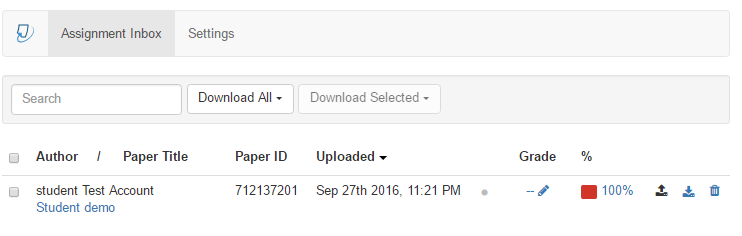 Assignment Inbox Settings
Search Download All Download Selected
Author / Paper Title Paper ID Uploaded Grade %
student Test Account 712137201 Sep 27th 2016, 11:21 PM -- 100%
Student demo